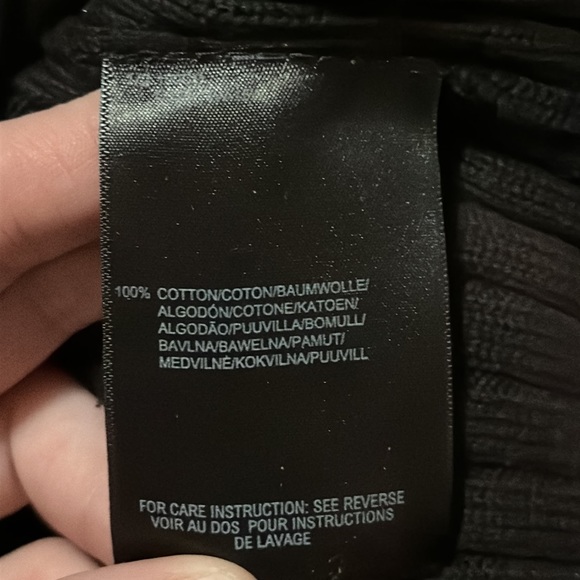 100% COTTON/COTON/BAUMWOLLE/
ALGODÓN/COTONE/KATOEN/
ALGODÃO/PUUVILLA/BOMULL/
BAVLNA/BAWELNA/PAMUT/
MEDVILNĖ/KOKVILNA/PUUVILL
FOR CARE INSTRUCTION: SEE REVERSE
VOIR AU DOS POUR INSTRUCTIONS
DE LAVAGE